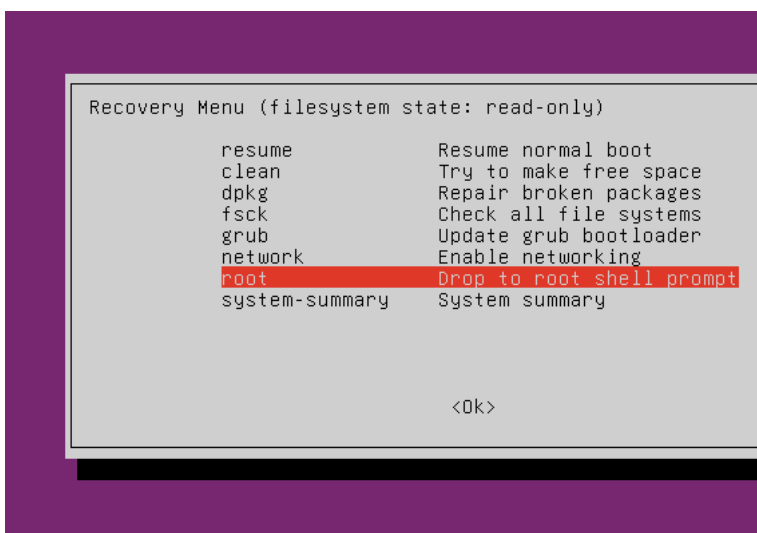 Recovery Menu (filesystem state: read-only)
resume Resume normal boot
clean Try to make free space
dpkg Repair broken packages
fsck Check all file systems
grub Update grub bootloader
network Enable networking
root Drop to root shell prompt
system-summary System summary
<Ok>